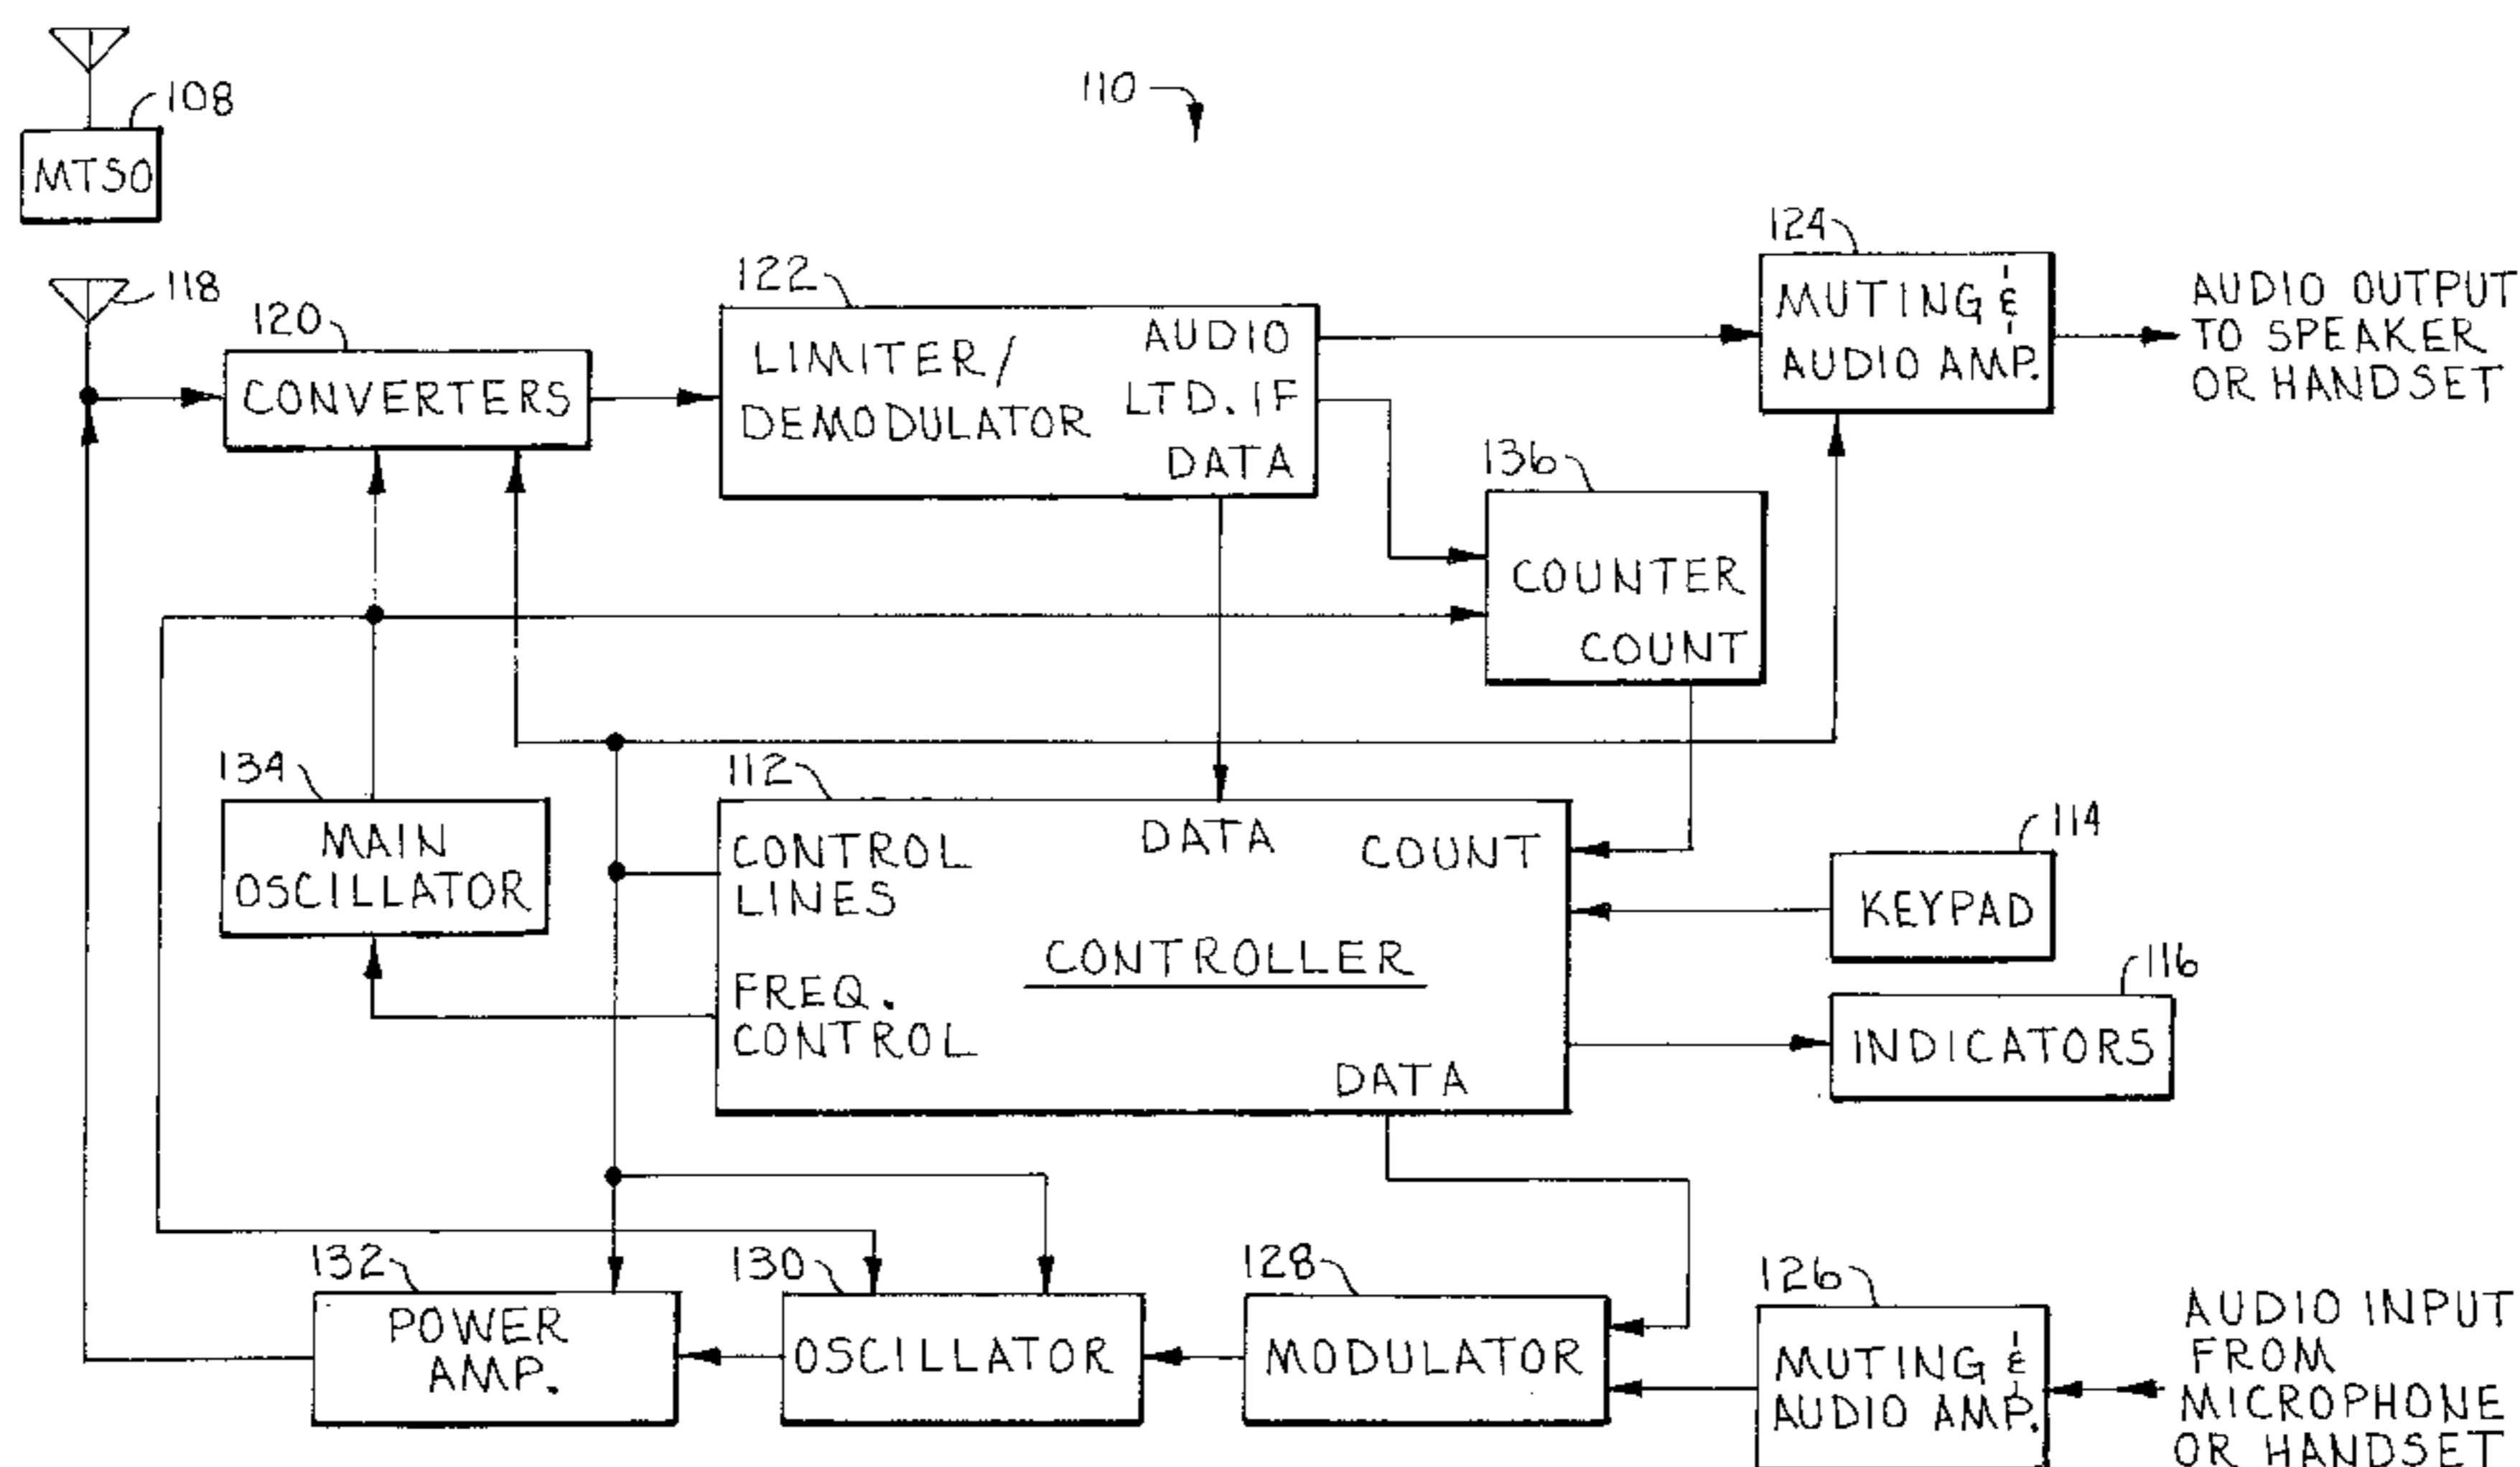 108
MTSO
110
118
120
CONVERTERS
122
LIMITER/
DEMODULATOR
AUDIO
LTD. IF
DATA
124
MUTING &
AUDIO AMP.
AUDIO OUTPUT
TO SPEAKER
OR HANDSET
136
COUNTER
COUNT
134
MAIN
OSCILLATOR
112
CONTROL
LINES
DATA
COUNT
CONTROLLER
FREQ.
CONTROL
DATA
114
KEYPAD
116
INDICATORS
132
POWER
AMP.
130
OSCILLATOR
128
MODULATOR
126
MUTING &
AUDIO AMP.
AUDIO INPUT
FROM
MICROPHONE
OR HANDSET